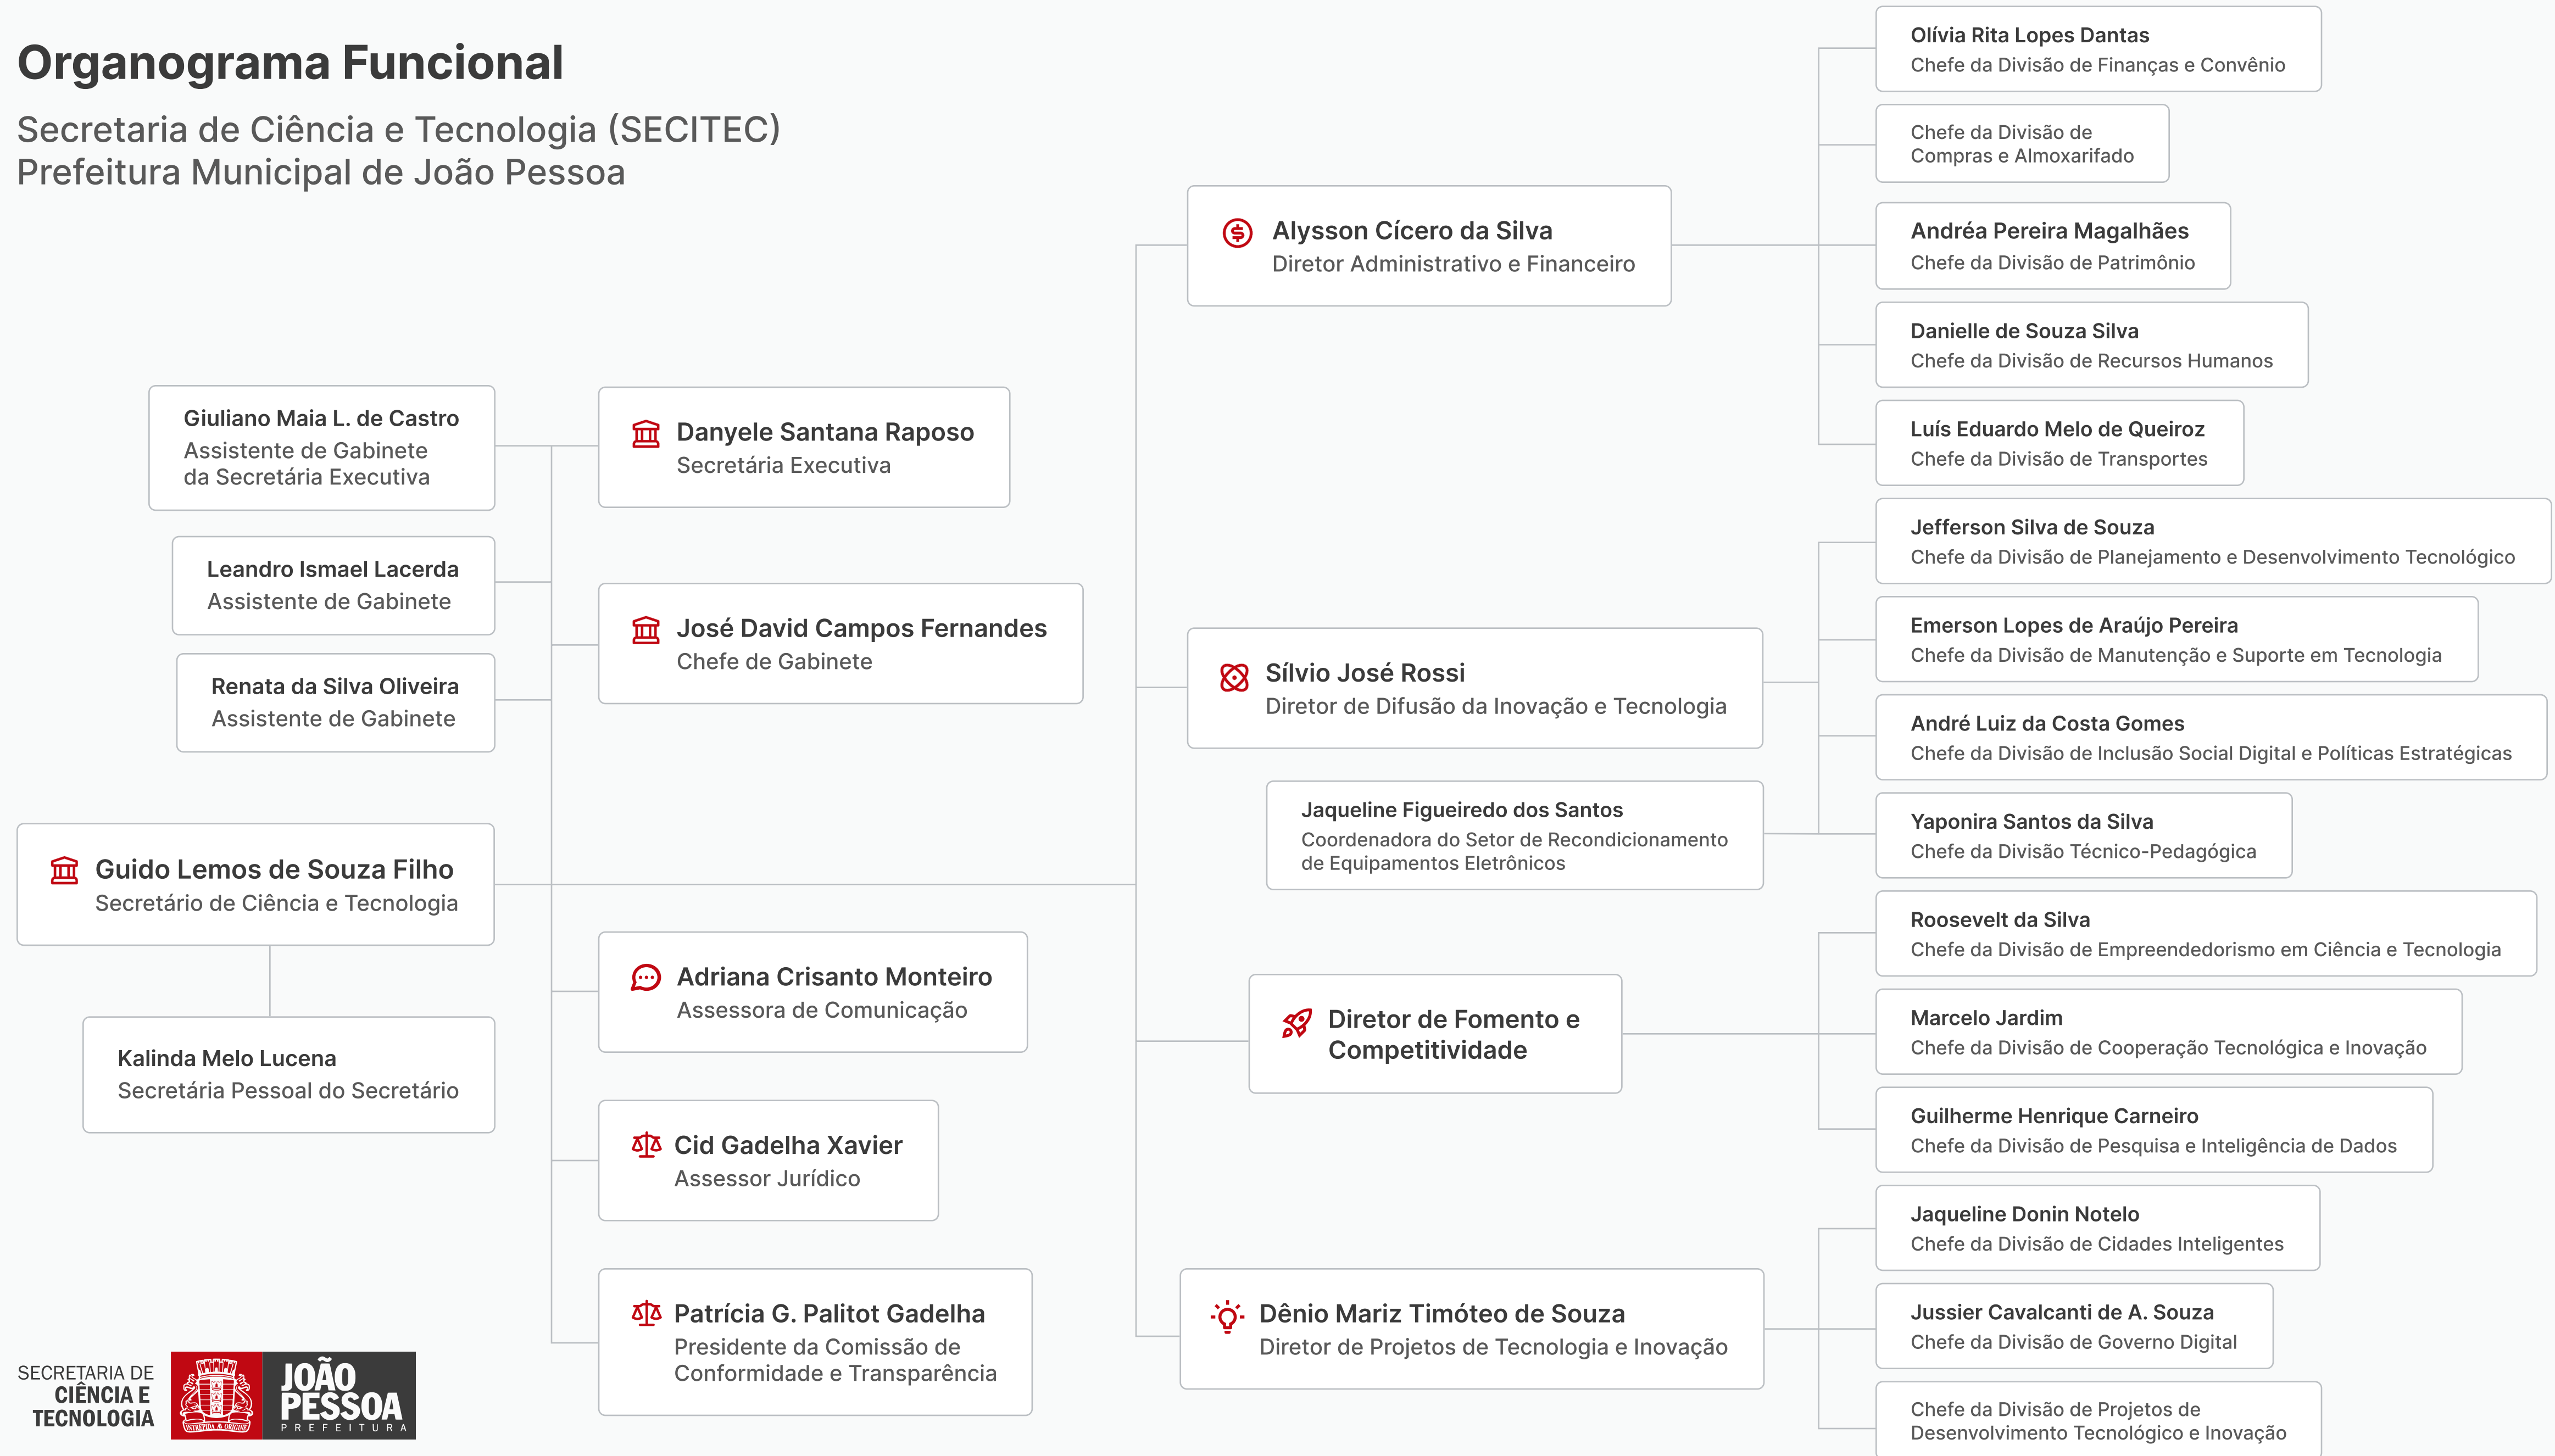 Organograma Funcional
Secretaria de Ciência e Tecnologia (SECITEC)
Prefeitura Municipal de João Pessoa
Giuliano Maia L. de Castro
Assistente de Gabinete
da Secretária Executiva
Leandro Ismael Lacerda
Assistente de Gabinete
Renata da Silva Oliveira
Assistente de Gabinete
Guido Lemos de Souza Filho
Secretário de Ciência e Tecnologia
Kalinda Melo Lucena
Secretária Pessoal do Secretário
Danyele Santana Raposo
Secretária Executiva
José David Campos Fernandes
Chefe de Gabinete
Adriana Crisanto Monteiro
Assessora de Comunicação
Cid Gadelha Xavier
Assessor Jurídico
Patrícia G. Palitot Gadelha
Presidente da Comissão de
Conformidade e Transparência
Alysson Cícero da Silva
Diretor Administrativo e Financeiro
Sílvio José Rossi
Diretor de Difusão da Inovação e Tecnologia
Jaqueline Figueiredo dos Santos
Coordenadora do Setor de Recondicionamento
de Equipamentos Eletrônicos
Diretor de Fomento e
Competitividade
Dênio Mariz Timóteo de Souza
Diretor de Projetos de Tecnologia e Inovação
Olívia Rita Lopes Dantas
Chefe da Divisão de Finanças e Convênio
Chefe da Divisão de
Compras e Almoxarifado
Andréa Pereira Magalhães
Chefe da Divisão de Patrimônio
Danielle de Souza Silva
Chefe da Divisão de Recursos Humanos
Luís Eduardo Melo de Queiroz
Chefe da Divisão de Transportes
Jefferson Silva de Souza
Chefe da Divisão de Planejamento e Desenvolvimento Tecnológico
Emerson Lopes de Araújo Pereira
Chefe da Divisão de Manutenção e Suporte em Tecnologia
André Luiz da Costa Gomes
Chefe da Divisão de Inclusão Social Digital e Políticas Estratégicas
Yaponira Santos da Silva
Chefe da Divisão Técnico-Pedagógica
Roosevelt da Silva
Chefe da Divisão de Empreendedorismo em Ciência e Tecnologia
Marcelo Jardim
Chefe da Divisão de Cooperação Tecnológica e Inovação
Guilherme Henrique Carneiro
Chefe da Divisão de Pesquisa e Inteligência de Dados
Jaqueline Donin Notelo
Chefe da Divisão de Cidades Inteligentes
Jussier Cavalcanti de A. Souza
Chefe da Divisão de Governo Digital
Chefe da Divisão de Projetos de
Desenvolvimento Tecnológico e Inovação
SECRETARIA DE
CIÊNCIA E
TECNOLOGIA
INTREPIDA AB ORIGINE
JOÃO
PESSOA
PREFEITURA